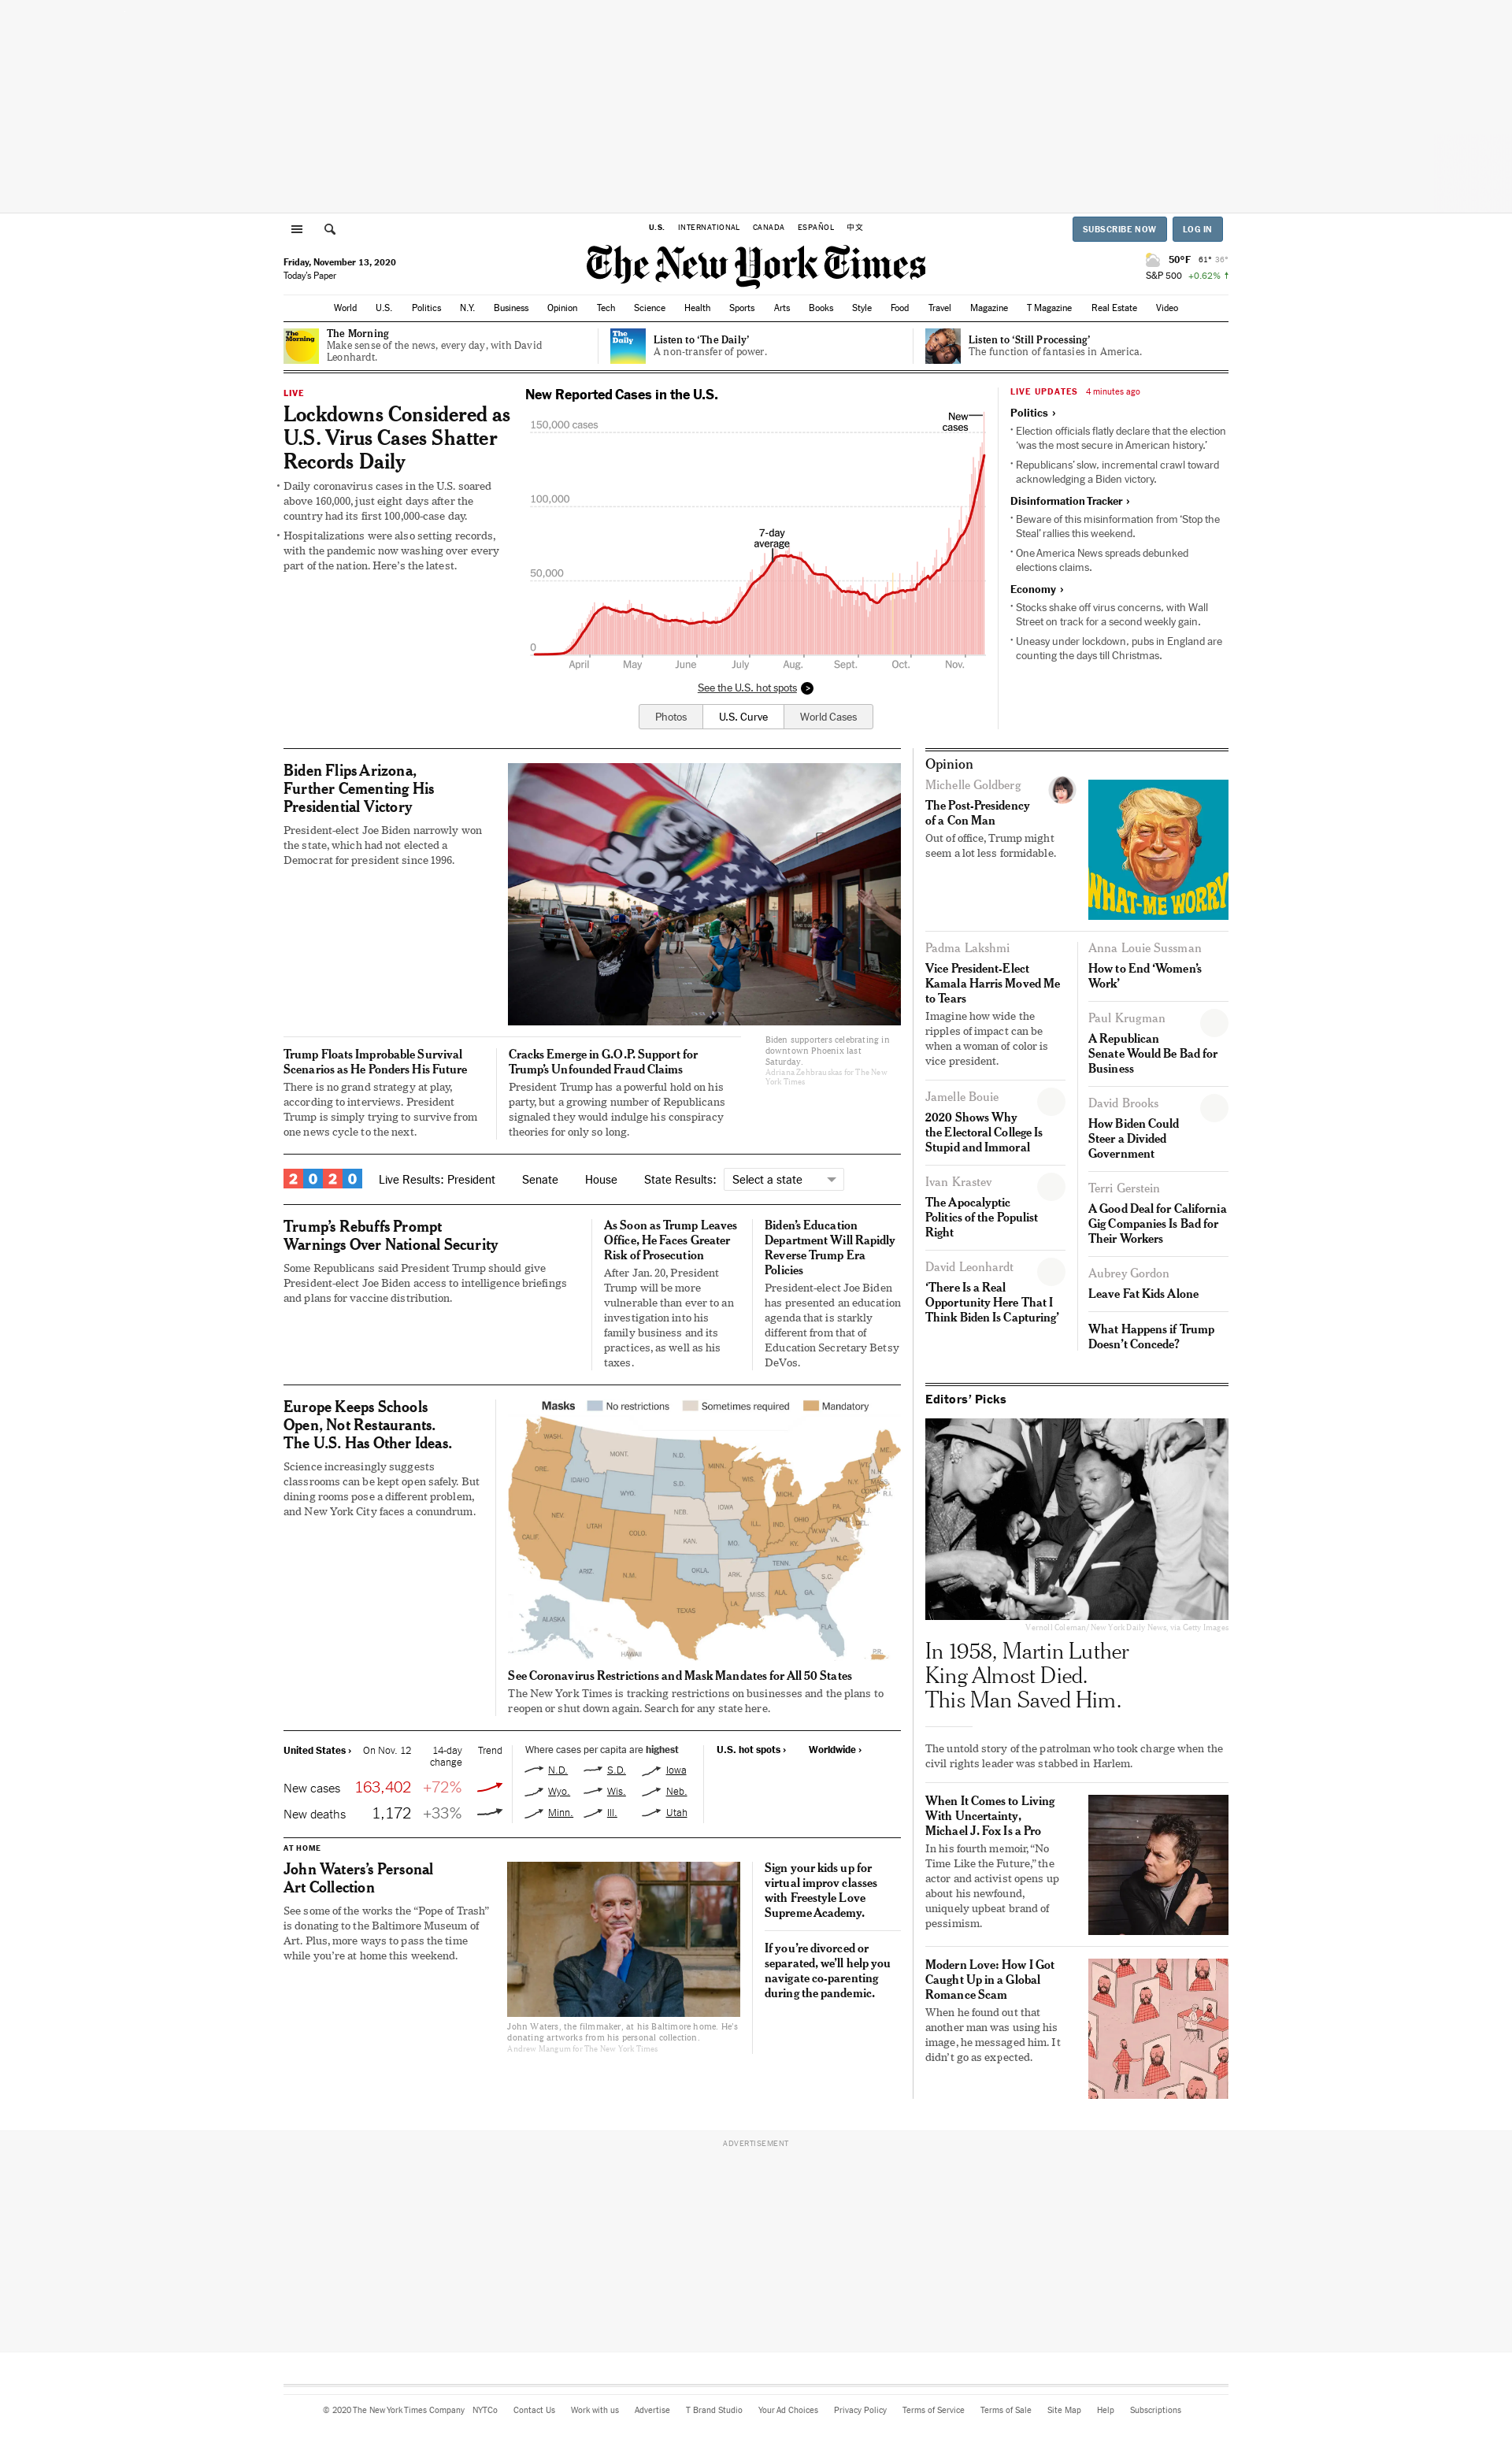 U.S. INTERNATIONAL CANADA ESPAÑOL 中文
SUBSCRIBE NOW LOG IN
Friday, November 13, 2020
Today's Paper
The New York Times
50°F 61° 36°
S&P 500 +0.62%
World U.S. Politics N.Y. Business Opinion Tech Science Health Sports Arts Books Style Food Travel Magazine T Magazine Real Estate Video
The
Morning
The Morning
Make sense of the news, every day, with David
Leonhardt.
The
Daily
Listen to ‘The Daily’
A non-transfer of power.
Listen to ‘Still Processing’
The function of fantasies in America.
LIVE
Lockdowns Considered as
U.S. Virus Cases Shatter
Records Daily
• Daily coronavirus cases in the U.S. soared
above 160,000, just eight days after the
country had its first 100,000-case day.
• Hospitalizations were also setting records,
with the pandemic now washing over every
part of the nation. Here’s the latest.
New Reported Cases in the U.S.
150,000 cases
New
cases
100,000
7-day
average
50,000
0
April May June July Aug. Sept. Oct. Nov.
See the U.S. hot spots >
Photos U.S. Curve World Cases
LIVE UPDATES 4 minutes ago
Politics ›
• Election officials flatly declare that the election
‘was the most secure in American history.’
• Republicans’ slow, incremental crawl toward
acknowledging a Biden victory.
Disinformation Tracker ›
• Beware of this misinformation from ‘Stop the
Steal’ rallies this weekend.
• One America News spreads debunked
elections claims.
Economy ›
• Stocks shake off virus concerns, with Wall
Street on track for a second weekly gain.
• Uneasy under lockdown, pubs in England are
counting the days till Christmas.
Biden Flips Arizona,
Further Cementing His
Presidential Victory
President-elect Joe Biden narrowly won
the state, which had not elected a
Democrat for president since 1996.
Biden supporters celebrating in
downtown Phoenix last
Saturday.
Adriana Zehbrauskas for The New
York Times
Trump Floats Improbable Survival
Scenarios as He Ponders His Future
There is no grand strategy at play,
according to interviews. President
Trump is simply trying to survive from
one news cycle to the next.
Cracks Emerge in G.O.P. Support for
Trump’s Unfounded Fraud Claims
President Trump has a powerful hold on his
party, but a growing number of Republicans
signaled they would indulge his conspiracy
theories for only so long.
2020 Live Results: President Senate House State Results: Select a state
Trump’s Rebuffs Prompt
Warnings Over National Security
Some Republicans said President Trump should give
President-elect Joe Biden access to intelligence briefings
and plans for vaccine distribution.
As Soon as Trump Leaves
Office, He Faces Greater
Risk of Prosecution
After Jan. 20, President
Trump will be more
vulnerable than ever to an
investigation into his
family business and its
practices, as well as his
taxes.
Biden’s Education
Department Will Rapidly
Reverse Trump Era
Policies
President-elect Joe Biden
has presented an education
agenda that is starkly
different from that of
Education Secretary Betsy
DeVos.
Europe Keeps Schools
Open, Not Restaurants.
The U.S. Has Other Ideas.
Science increasingly suggests
classrooms can be kept open safely. But
dining rooms pose a different problem,
and New York City faces a conundrum.
Masks No restrictions Sometimes required Mandatory
WASH.
MONT.
N.D.
MINN.
ME.
ORE.
IDAHO
S.D.
WIS.
VT.
N.H.
MASS.
WYO.
MICH.
N.Y.
CONN.
R.I.
NEV.
NEB.
IOWA
PA.
N.J.
UTAH
COLO.
ILL.
IND.
OHIO
MD.
DEL.
CALIF.
KAN.
MO.
KY.
W.VA.
VA.
ARIZ.
N.M.
OKLA.
ARK.
TENN.
N.C.
S.C.
TEXAS
LA.
MISS.
ALA.
GA.
ALASKA
FLA.
HAWAII
P.R.
See Coronavirus Restrictions and Mask Mandates for All 50 States
The New York Times is tracking restrictions on businesses and the plans to
reopen or shut down again. Search for any state here.
United States › On Nov. 12 14-day
change Trend
New cases 163,402 +72%
New deaths 1,172 +33%
Where cases per capita are highest
N.D. S.D. Iowa
Wyo. Wis. Neb.
Minn. Ill. Utah
U.S. hot spots › Worldwide ›
AT HOME
John Waters’s Personal
Art Collection
See some of the works the “Pope of Trash”
is donating to the Baltimore Museum of
Art. Plus, more ways to pass the time
while you’re at home this weekend.
John Waters, the filmmaker, at his Baltimore home. He’s
donating artworks from his personal collection.
Andrew Mangum for The New York Times
Sign your kids up for
virtual improv classes
with Freestyle Love
Supreme Academy.
If you’re divorced or
separated, we’ll help you
navigate co-parenting
during the pandemic.
Opinion
Michelle Goldberg
The Post-Presidency
of a Con Man
Out of office, Trump might
seem a lot less formidable.
WHAT-ME WORRY
Padma Lakshmi
Vice President-Elect
Kamala Harris Moved Me
to Tears
Imagine how wide the
ripples of impact can be
when a woman of color is
vice president.
Jamelle Bouie
2020 Shows Why
the Electoral College Is
Stupid and Immoral
Ivan Krastev
The Apocalyptic
Politics of the Populist
Right
David Leonhardt
‘There Is a Real
Opportunity Here That I
Think Biden Is Capturing’
Anna Louie Sussman
How to End ‘Women’s
Work’
Paul Krugman
A Republican
Senate Would Be Bad for
Business
David Brooks
How Biden Could
Steer a Divided
Government
Terri Gerstein
A Good Deal for California
Gig Companies Is Bad for
Their Workers
Aubrey Gordon
Leave Fat Kids Alone
What Happens if Trump
Doesn’t Concede?
Editors’ Picks
Vernoll Coleman/New York Daily News, via Getty Images
In 1958, Martin Luther
King Almost Died.
This Man Saved Him.
The untold story of the patrolman who took charge when the
civil rights leader was stabbed in Harlem.
When It Comes to Living
With Uncertainty,
Michael J. Fox Is a Pro
In his fourth memoir, “No
Time Like the Future,” the
actor and activist opens up
about his newfound,
uniquely upbeat brand of
pessimism.
Modern Love: How I Got
Caught Up in a Global
Romance Scam
When he found out that
another man was using his
image, he messaged him. It
didn’t go as expected.
ADVERTISEMENT
© 2020 The New York Times Company NYTCo Contact Us Work with us Advertise T Brand Studio Your Ad Choices Privacy Policy Terms of Service Terms of Sale Site Map Help Subscriptions